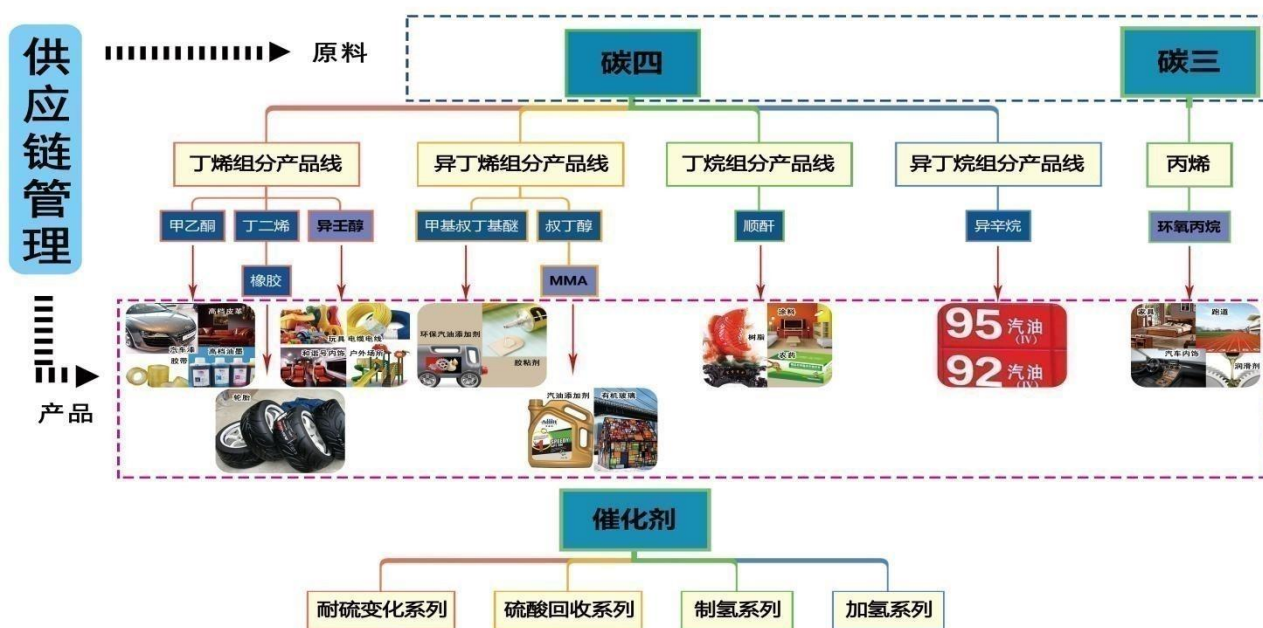 供应链管理
原料
碳四
碳三
丁烯组分产品线
异丁烯组分产品线
丁烷组分产品线
异丁烷组分产品线
丙烯
甲乙酮
丁二烯
异壬醇
甲基叔丁基醚
叔丁醇
顺酐
异辛烷
环氧丙烷
橡胶
MMA
高档皮革
汽车漆
胶带
高档油墨
玩具
电缆电线
和谐号内饰
户外场所
环保汽油添加剂
胶粘剂
涂料
树脂
农药
95 汽油
(IV)
92 汽油
(IV)
家具
跑道
汽车内饰
润滑剂
产品
轮胎
汽油添加剂
有机玻璃
催化剂
耐硫变化系列
硫酸回收系列
制氢系列
加氢系列